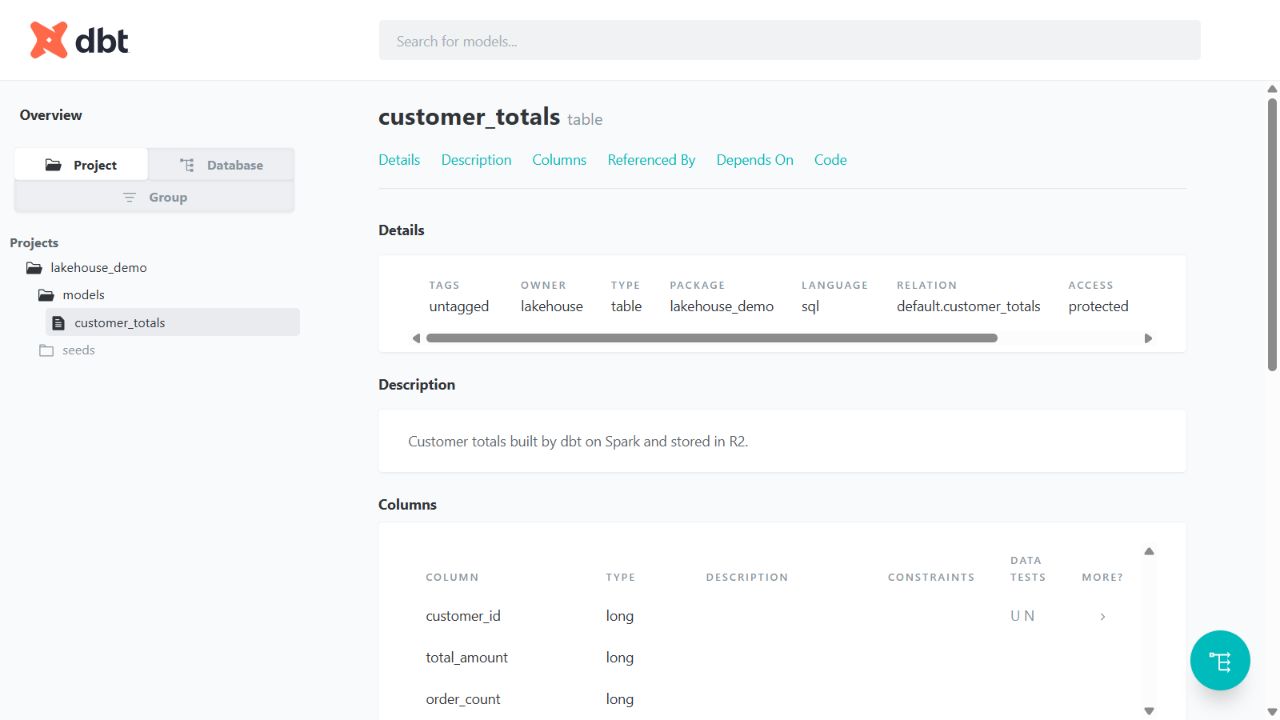 dbt
Search for models...
Overview
Project
Database
Group
Projects
lakehouse_demo
models
customer_totals
seeds
customer_totals table
Details Description Columns Referenced By Depends On Code
Details
TAGS OWNER TYPE PACKAGE LANGUAGE RELATION ACCESS
untagged lakehouse table lakehouse_demo sql default.customer_totals protected
Description
Customer totals built by dbt on Spark and stored in R2.
Columns
COLUMN TYPE DESCRIPTION CONSTRAINTS DATA TESTS MORE?
customer_id long U N
total_amount long
order_count long